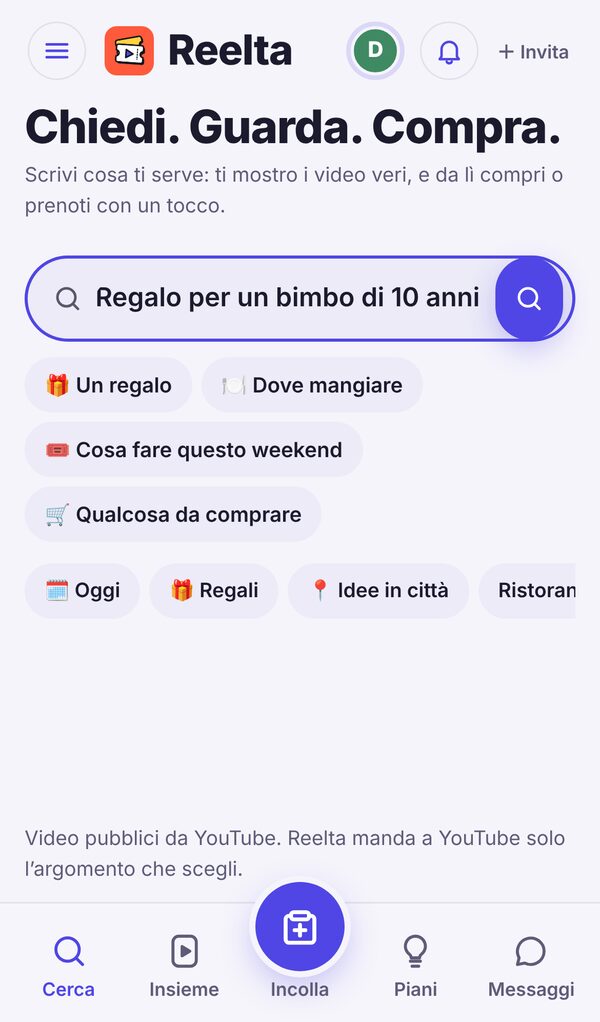 Reelta
D
+ Invita
Chiedi. Guarda. Compra.
Scrivi cosa ti serve: ti mostro i video veri, e da lì compri o
prenoti con un tocco.
Regalo per un bimbo di 10 anni
Un regalo
Dove mangiare
Cosa fare questo weekend
Qualcosa da comprare
Oggi
Regali
Idee in città
Ristoran
Video pubblici da YouTube. Reelta manda a YouTube solo
l’argomento che scegli.
Cerca
Insieme
Incolla
Piani
Messaggi